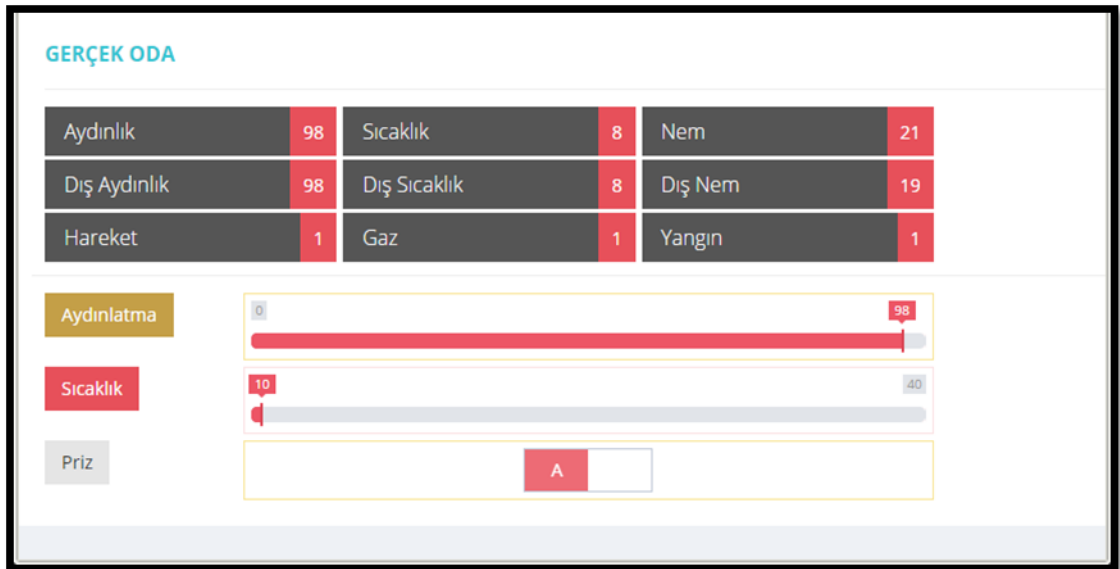 GERÇEK ODA
Aydınlık 98 Sıcaklık 8 Nem 21
Dış Aydınlık 98 Dış Sıcaklık 8 Dış Nem 19
Hareket 1 Gaz 1 Yangın 1
Aydınlatma 0 98
Sıcaklık 10 40
Priz A